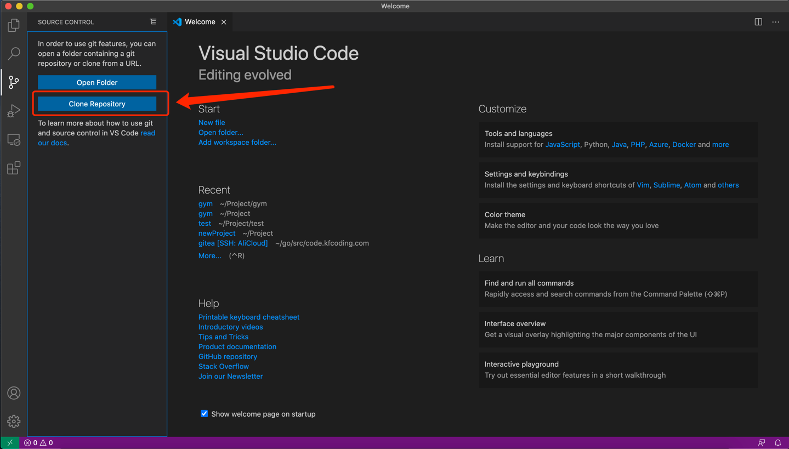 Welcome
SOURCE CONTROL
Welcome
In order to use git features, you can
open a folder containing a git
repository or clone from a URL.
Open Folder
Clone Repository
To learn more about how to use git
and source control in VS Code read
our docs.
Visual Studio Code
Editing evolved
Start
New file
Open folder...
Add workspace folder...
Recent
gym ~/Project/gym
gym ~/Project
test ~/Project/test
newProject ~/Project
gitea [SSH: AliCloud] ~/go/src/code.kfcoding.com
More... (^R)
Help
Printable keyboard cheatsheet
Introductory videos
Tips and Tricks
Product documentation
GitHub repository
Stack Overflow
Join our Newsletter
Show welcome page on startup
Customize
Tools and languages
Install support for JavaScript, Python, Java, PHP, Azure, Docker and more
Settings and keybindings
Install the settings and keyboard shortcuts of Vim, Sublime, Atom and others
Color theme
Make the editor and your code look the way you love
Learn
Find and run all commands
Rapidly access and search commands from the Command Palette (⇧⌘P)
Interface overview
Get a visual overlay highlighting the major components of the UI
Interactive playground
Try out essential editor features in a short walkthrough
0 0